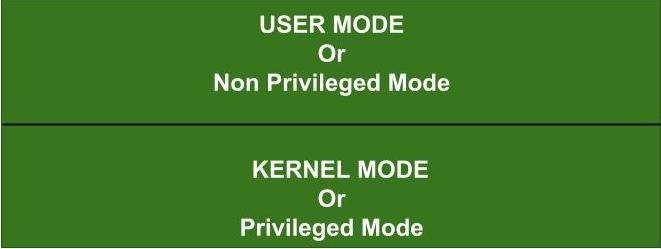 USER MODE
Or
Non Privileged Mode
KERNEL MODE
Or
Privileged Mode